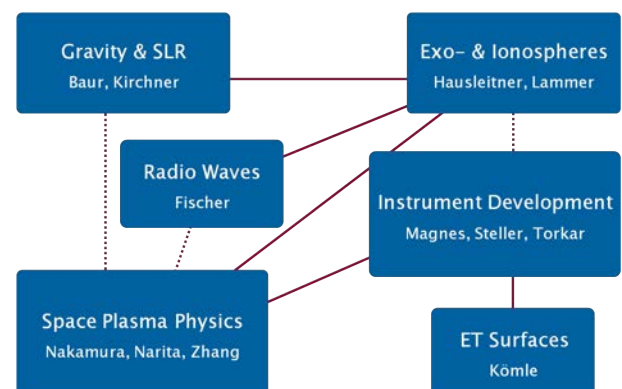 Gravity & SLR
Baur, Kirchner
Exo- & Ionospheres
Hausleitner, Lammer
Radio Waves
Fischer
Instrument Development
Magnes, Steller, Torkar
Space Plasma Physics
Nakamura, Narita, Zhang
ET Surfaces
Kömle